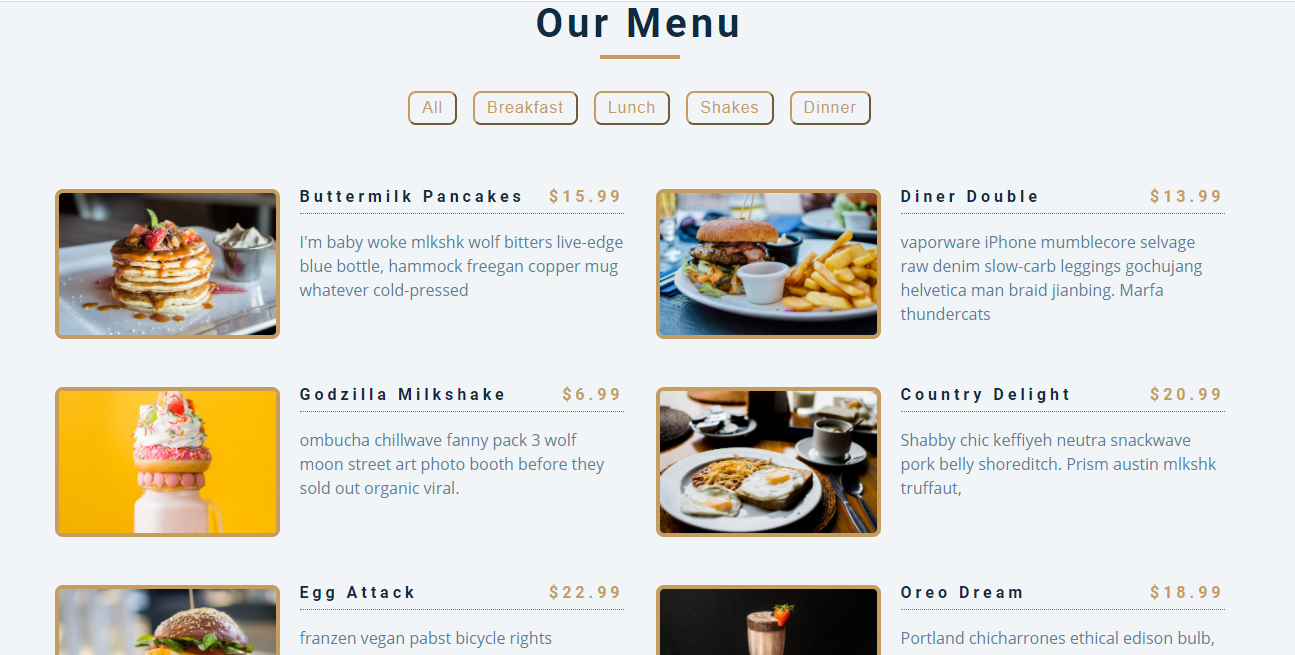 Our Menu
All
Breakfast
Lunch
Shakes
Dinner
Buttermilk Pancakes $15.99
I'm baby woke mlkshk wolf bitters live-edge
blue bottle, hammock freegan copper mug
whatever cold-pressed
Diner Double $13.99
vaporware iPhone mumblecore selvage
raw denim slow-carb leggings gochujang
helvetica man braid jianbing. Marfa
thundercats
Godzilla Milkshake $6.99
ombucha chillwave fanny pack 3 wolf
moon street art photo booth before they
sold out organic viral.
Country Delight $20.99
Shabby chic keffiyeh neutra snackwave
pork belly shoreditch. Prism austin mlkshk
truffaut,
Egg Attack $22.99
franzen vegan pabst bicycle rights
Oreo Dream $18.99
Portland chicharrones ethical edison bulb,